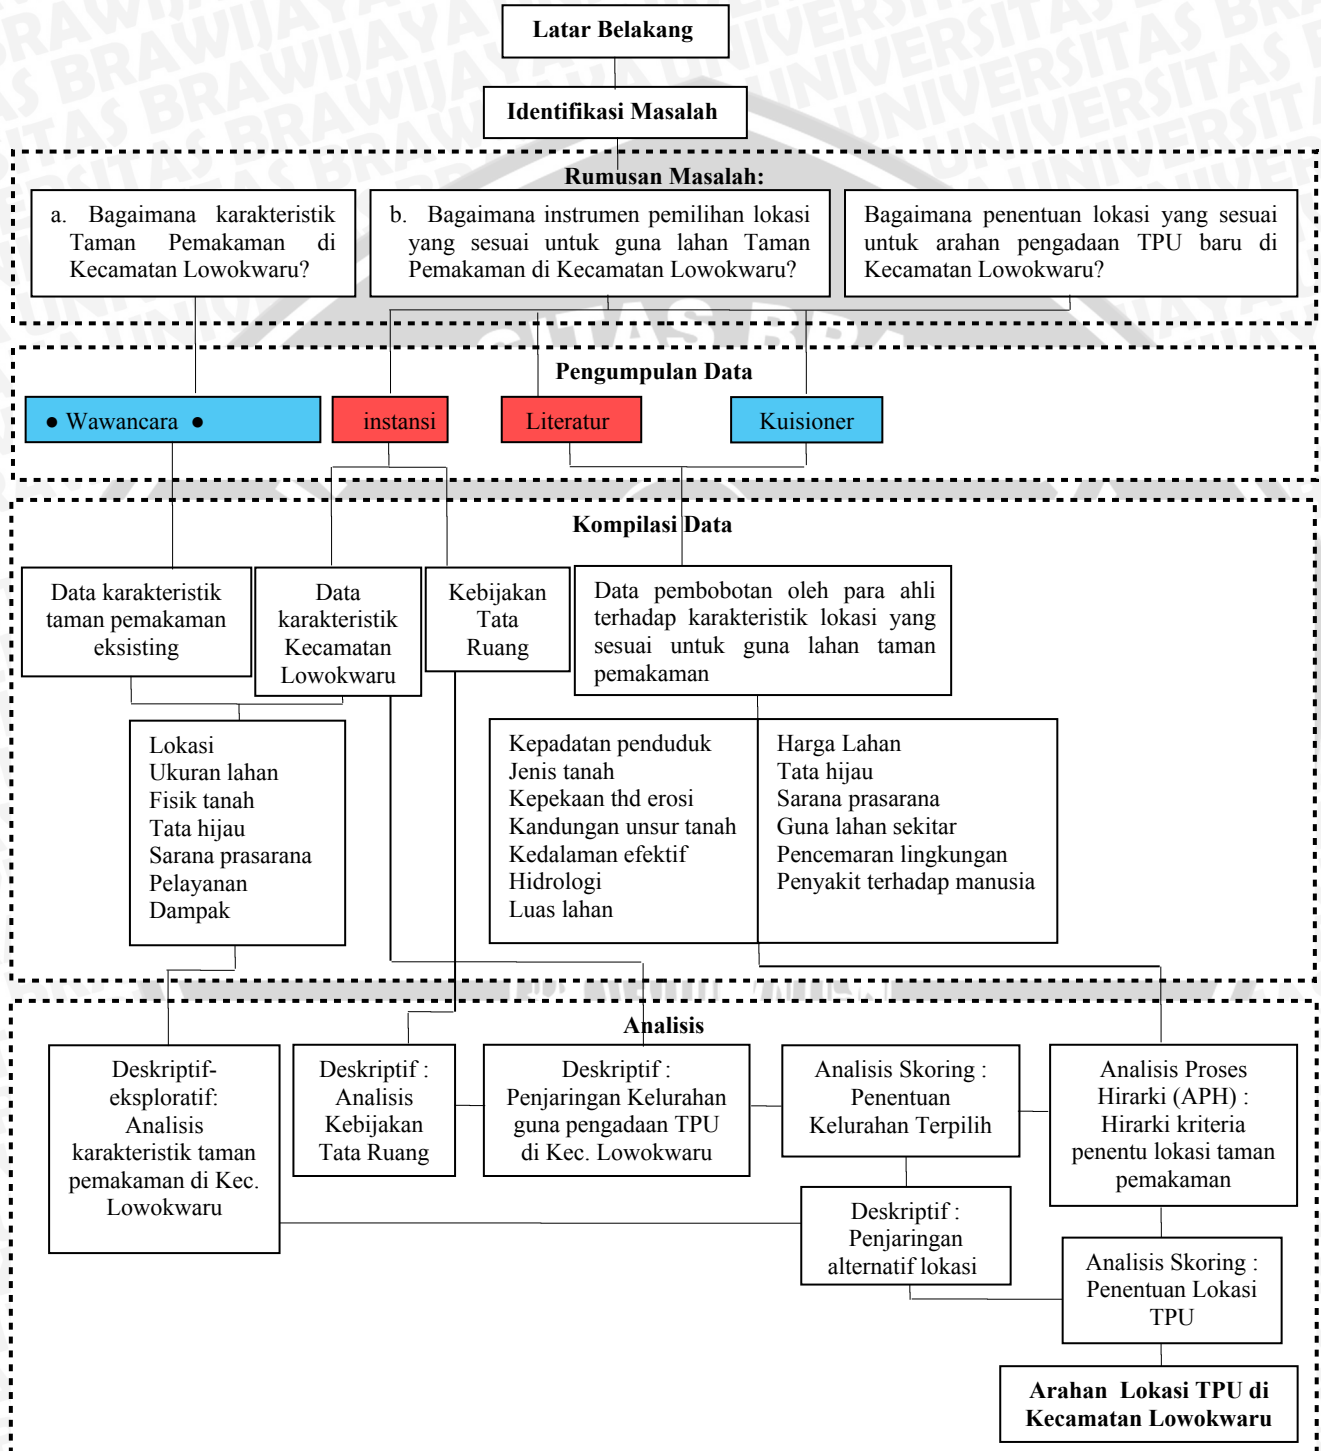 Latar Belakang
Identifikasi Masalah
Rumusan Masalah:
a. Bagaimana karakteristik
Taman Pemakaman di
Kecamatan Lowokwaru?
b. Bagaimana instrumen pemilihan lokasi
yang sesuai untuk guna lahan Taman
Pemakaman di Kecamatan Lowokwaru?
Bagaimana penentuan lokasi yang sesuai
untuk arahan pengadaan TPU baru di
Kecamatan Lowokwaru?
Pengumpulan Data
● Wawancara ●
instansi
Literatur
Kuisioner
Kompilasi Data
Data karakteristik
taman pemakaman
eksisting
Data
karakteristik
Kecamatan
Lowokwaru
Kebijakan
Tata
Ruang
Data pembobotan oleh para ahli
terhadap karakteristik lokasi yang
sesuai untuk guna lahan taman
pemakaman
Lokasi
Ukuran lahan
Fisik tanah
Tata hijau
Sarana prasarana
Pelayanan
Dampak
Kepadatan penduduk
Jenis tanah
Kepekaan thd erosi
Kandungan unsur tanah
Kedalaman efektif
Hidrologi
Luas lahan
Harga Lahan
Tata hijau
Sarana prasarana
Guna lahan sekitar
Pencemaran lingkungan
Penyakit terhadap manusia
Analisis
Deskriptif-
eksploratif:
Analisis
karakteristik taman
pemakaman di Kec.
Lowokwaru
Deskriptif :
Analisis
Kebijakan
Tata Ruang
Deskriptif :
Penjaringan Kelurahan
guna pengadaan TPU
di Kec. Lowokwaru
Analisis Skoring :
Penentuan
Kelurahan Terpilih
Analisis Proses
Hirarki (APH) :
Hirarki kriteria
penentu lokasi taman
pemakaman
Deskriptif :
Penjaringan
alternatif lokasi
Analisis Skoring :
Penentuan Lokasi
TPU
Arahan Lokasi TPU di
Kecamatan Lowokwaru